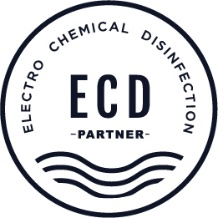 ELECTRO CHEMICAL DISINFECTION
ECD
-PARTNER-